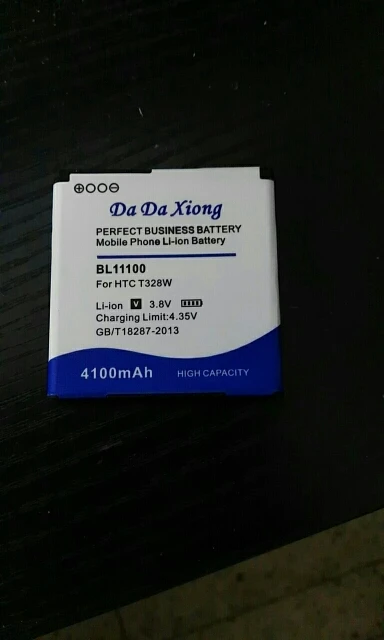 ⊕○○⊖
Da Da Xiong
PERFECT BUSINESS BATTERY
Mobile Phone Li-ion Battery
BL11100
For HTC T328W
Li-ion V 3.8V
Charging Limit:4.35V
GB/T18287-2013
4100mAh HIGH CAPACITY